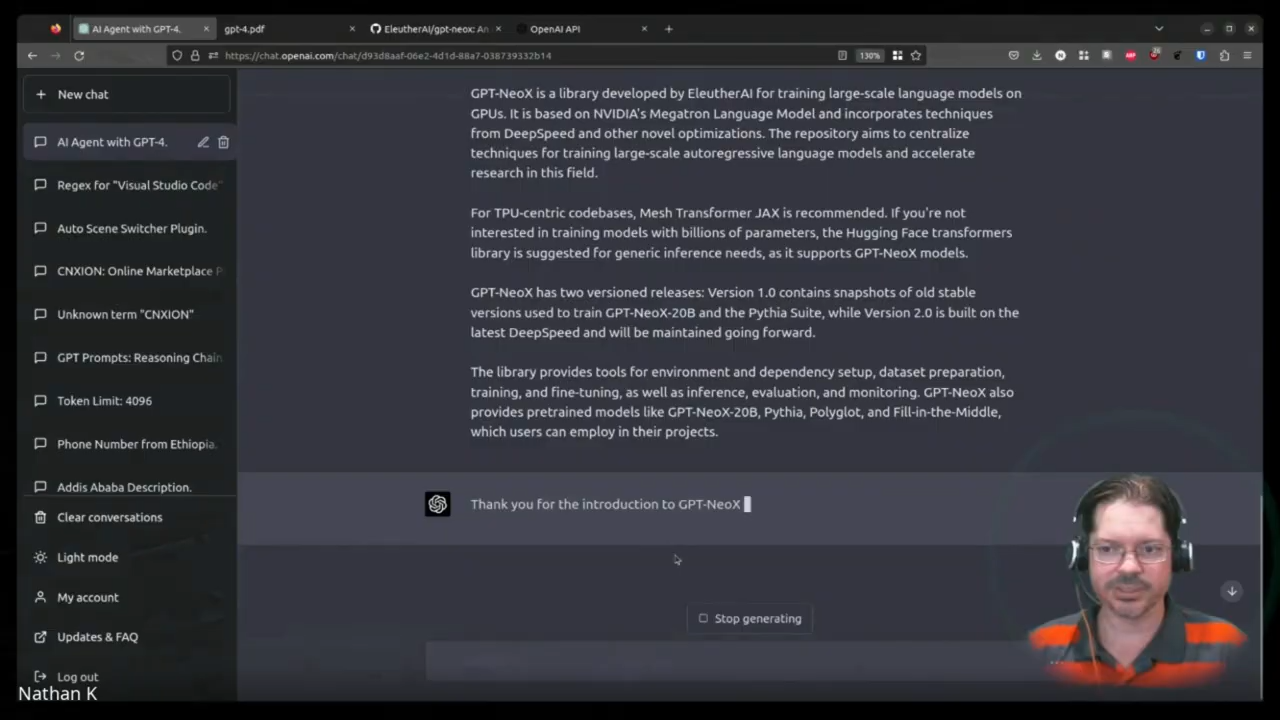 AI Agent with GPT-4.
gpt-4.pdf
EleutherAI/gpt-neox: An
OpenAI API
https://chat.openai.com/chat/d93d8aaf-06e2-4d1d-88a7-038739332b14
130%
New chat
AI Agent with GPT-4.
Regex for "Visual Studio Code"
Auto Scene Switcher Plugin.
CNXION: Online Marketplace P
Unknown term "CNXION"
GPT Prompts: Reasoning Chain
Token Limit: 4096
Phone Number from Ethiopia.
Addis Ababa Description.
Clear conversations
Light mode
My account
Updates & FAQ
Log out
GPT-NeoX is a library developed by EleutherAI for training large-scale language models on
GPUs. It is based on NVIDIA's Megatron Language Model and incorporates techniques
from DeepSpeed and other novel optimizations. The repository aims to centralize
techniques for training large-scale autoregressive language models and accelerate
research in this field.
For TPU-centric codebases, Mesh Transformer JAX is recommended. If you're not
interested in training models with billions of parameters, the Hugging Face transformers
library is suggested for generic inference needs, as it supports GPT-NeoX models.
GPT-NeoX has two versioned releases: Version 1.0 contains snapshots of old stable
versions used to train GPT-NeoX-20B and the Pythia Suite, while Version 2.0 is built on the
latest DeepSpeed and will be maintained going forward.
The library provides tools for environment and dependency setup, dataset preparation,
training, and fine-tuning, as well as inference, evaluation, and monitoring. GPT-NeoX also
provides pretrained models like GPT-NeoX-20B, Pythia, Polyglot, and Fill-in-the-Middle,
which users can employ in their projects.
Thank you for the introduction to GPT-NeoX
Stop generating
Nathan K